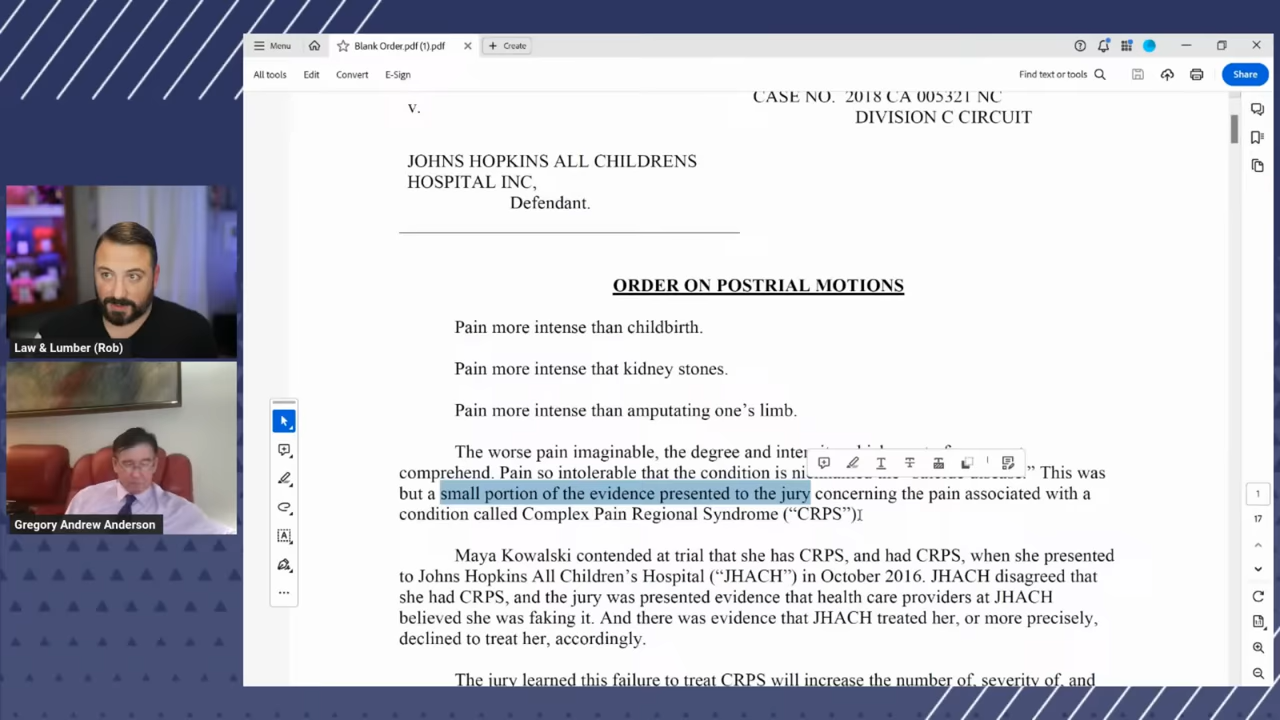 Menu
Blank Order.pdf (1).pdf
Create
All tools
Edit
Convert
E-Sign
Find text or tools
Share
CASE NO. 2018 CA 005321 NC
v.
DIVISION C CIRCUIT
JOHNS HOPKINS ALL CHILDRENS
HOSPITAL INC,
Defendant.
ORDER ON POSTRIAL MOTIONS
Pain more intense than childbirth.
Pain more intense that kidney stones.
Pain more intense than amputating one's limb.
The worse pain imaginable, the degree and
comprehend. Pain so intolerable that the condition is " This was
but a small portion of the evidence presented to the jury concerning the pain associated with a
condition called Complex Pain Regional Syndrome ("CRPS").
Maya Kowalski contended at trial that she has CRPS, and had CRPS, when she presented
to Johns Hopkins All Children's Hospital ("JHACH") in October 2016. JHACH disagreed that
she had CRPS, and the jury was presented evidence that health care providers at JHACH
believed she was faking it. And there was evidence that JHACH treated her, or more precisely,
declined to treat her, accordingly.
The jury learned this failure to treat CRPS will increase the number of, severity of, and
1
17
Law & Lumber (Rob)
Gregory Andrew Anderson